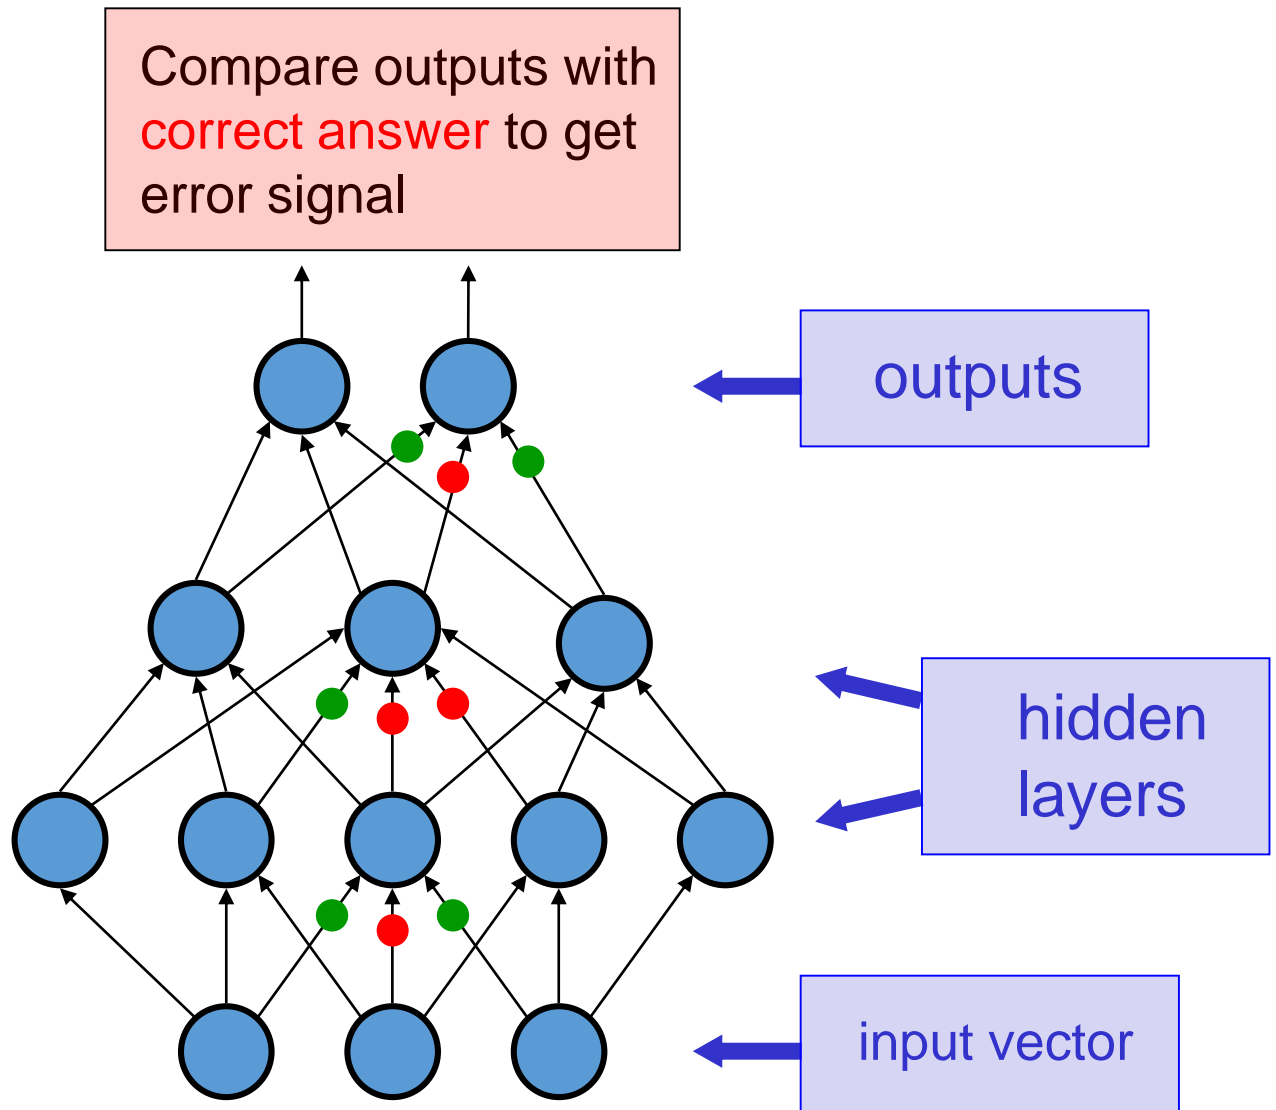 Compare outputs with
correct answer to get
error signal
outputs
hidden
layers
input vector